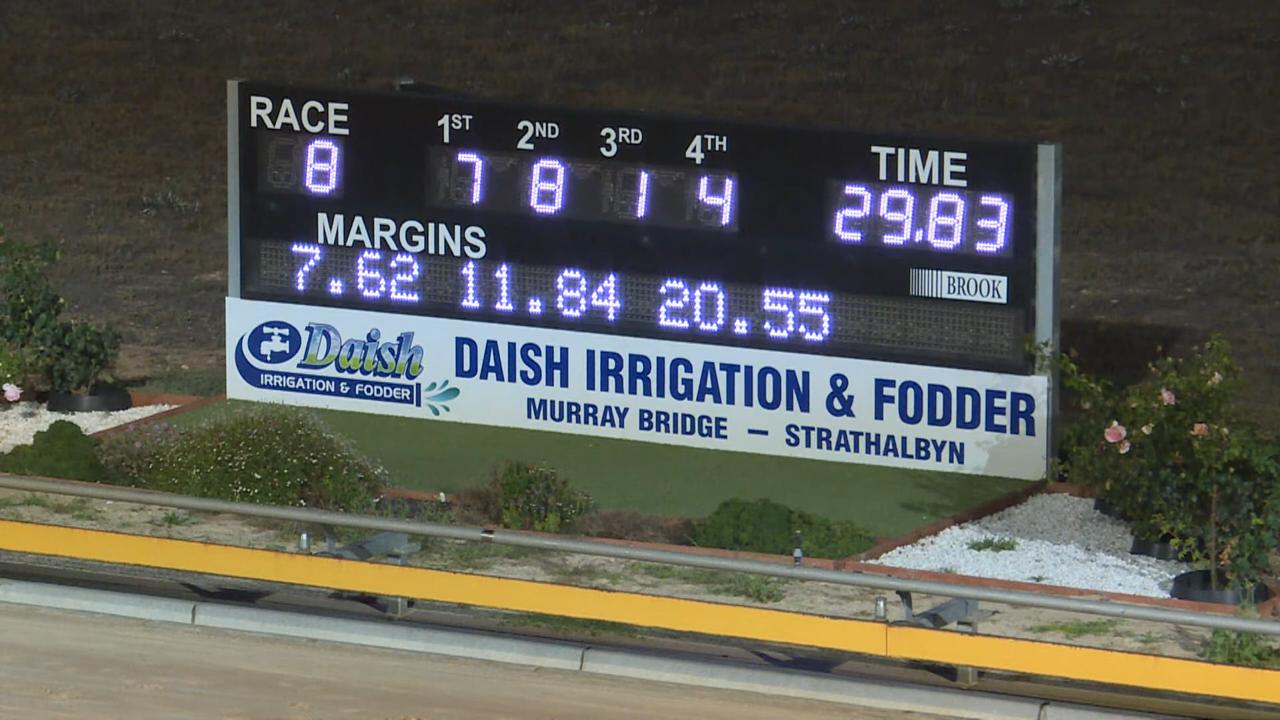 RACE 1ST 2ND 3RD 4TH TIME
8 7 8 1 4 29.83
MARGINS
7.62 11.84 20.55
BROOK
Daish
IRRIGATION & FODDER
DAISH IRRIGATION & FODDER
MURRAY BRIDGE — STRATHALBYN